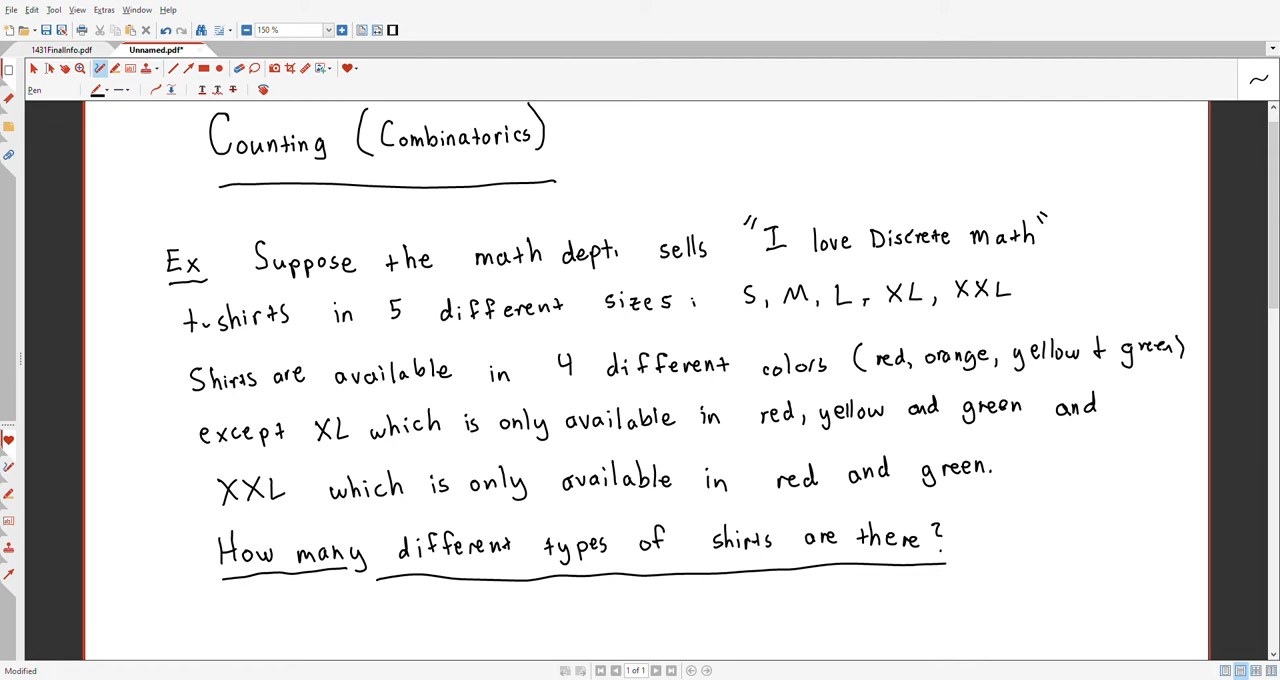 File Edit Tool View Extras Window Help
150 %
1431FinalInfo.pdf Unnamed.pdf*
Pen
Counting (Combinatorics)
Ex Suppose the math dept. sells "I love Discrete math"
t-shirts in 5 different sizes: S, M, L, XL, XXL
Shirts are available in 4 different colors (red, orange, yellow + green)
except XL which is only available in red, yellow and green and
XXL which is only available in red and green.
How many different types of shirts are there?
Modified
1 of 1